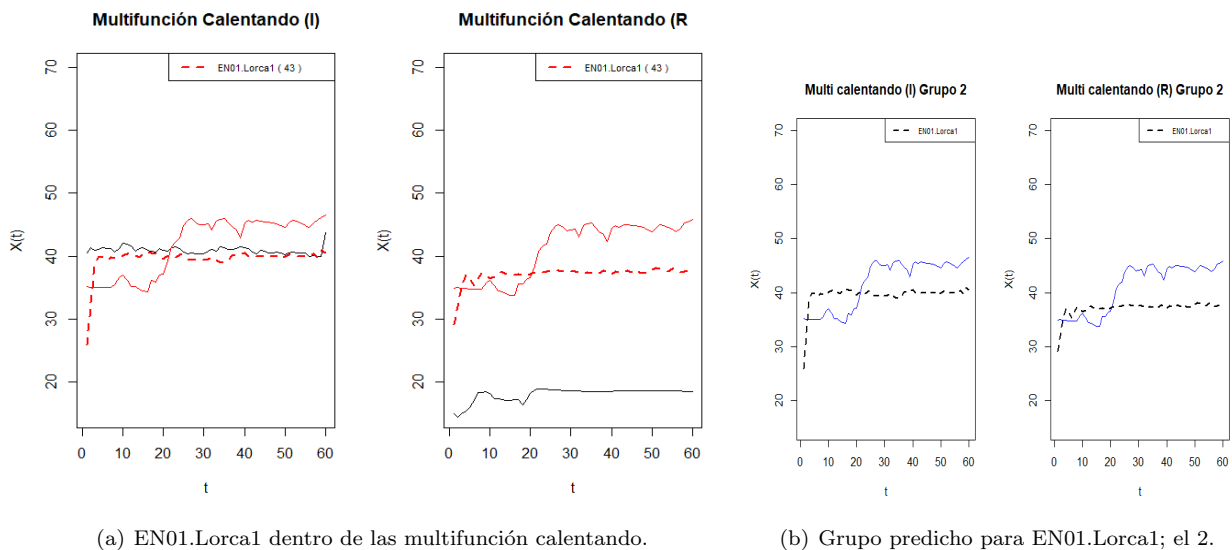 Multifunción Calentando (I)
EN01.Lorca1 ( 43 )
X(t)
70
60
50
40
30
20
0 10 20 30 40 50 60
t
Multifunción Calentando (R
EN01.Lorca1 ( 43 )
X(t)
70
60
50
40
30
20
0 10 20 30 40 50 60
t
(a) EN01.Lorca1 dentro de las multifunción calentando.
Multi calentando (I) Grupo 2
EN01.Lorca1
X(t)
70
60
50
40
30
20
0 10 20 30 40 50 60
t
Multi calentando (R) Grupo 2
EN01.Lorca1
X(t)
70
60
50
40
30
20
0 10 20 30 40 50 60
t
(b) Grupo predicho para EN01.Lorca1; el 2.